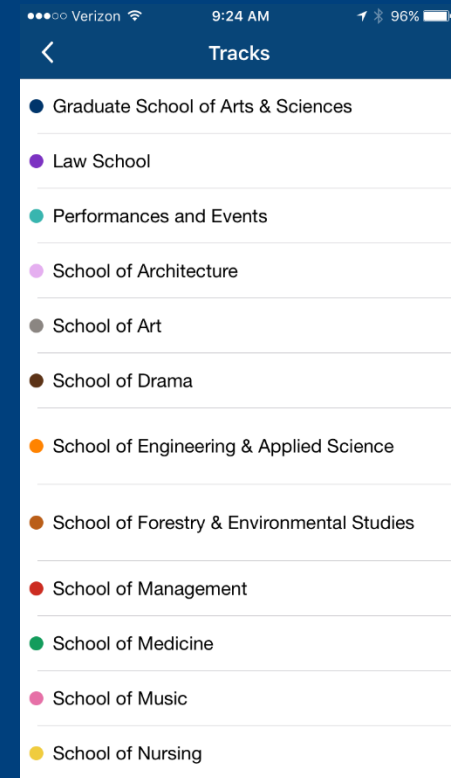 Verizon 9:24 AM 96%
Tracks
Graduate School of Arts & Sciences
Law School
Performances and Events
School of Architecture
School of Art
School of Drama
School of Engineering & Applied Science
School of Forestry & Environmental Studies
School of Management
School of Medicine
School of Music
School of Nursing